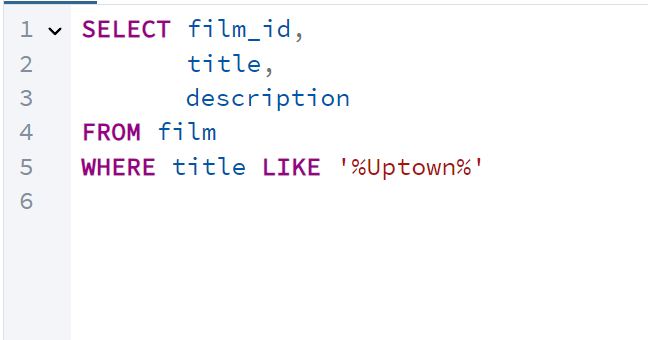 1 SELECT film_id,
2 title,
3 description
4 FROM film
5 WHERE title LIKE '%Uptown%'
6